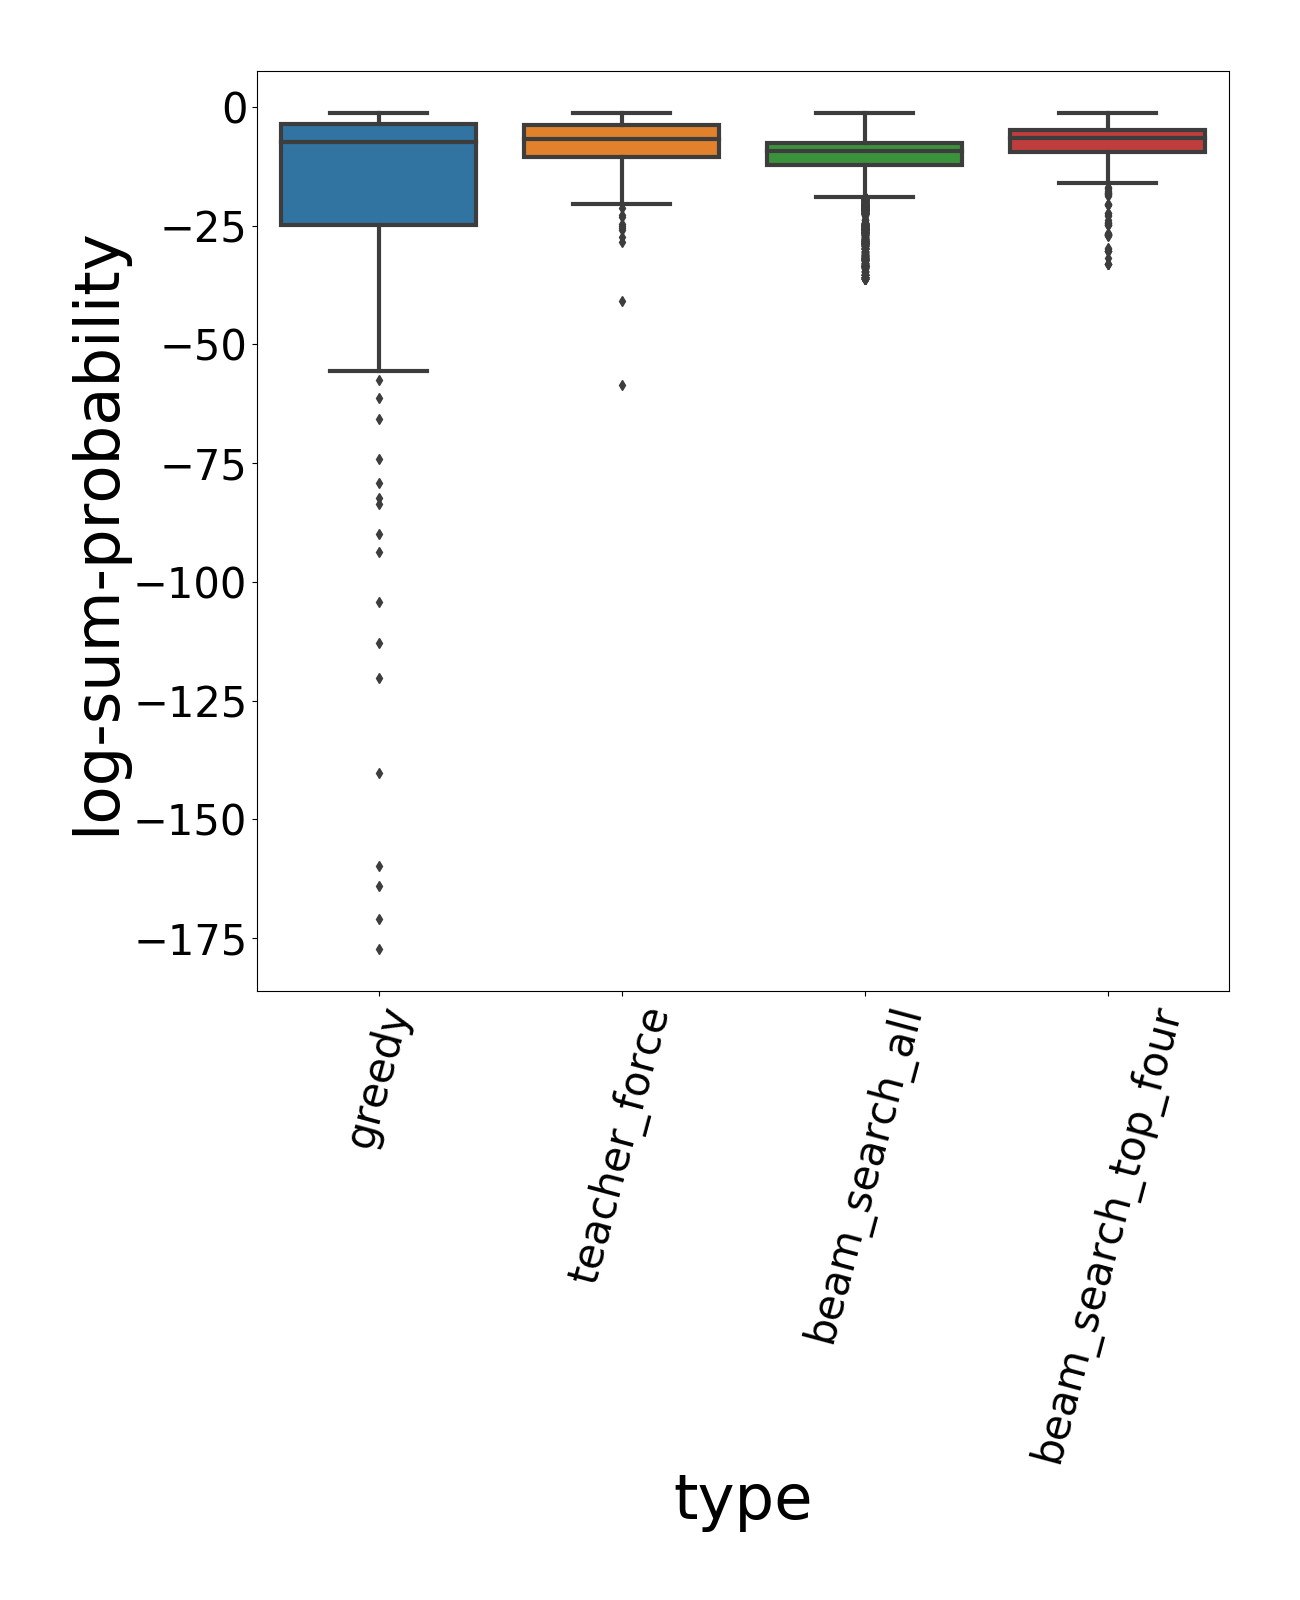 log-sum-probability
0
−25
−50
−75
−100
−125
−150
−175
greedy
teacher_force
beam_search_all
beam_search_top_four
type